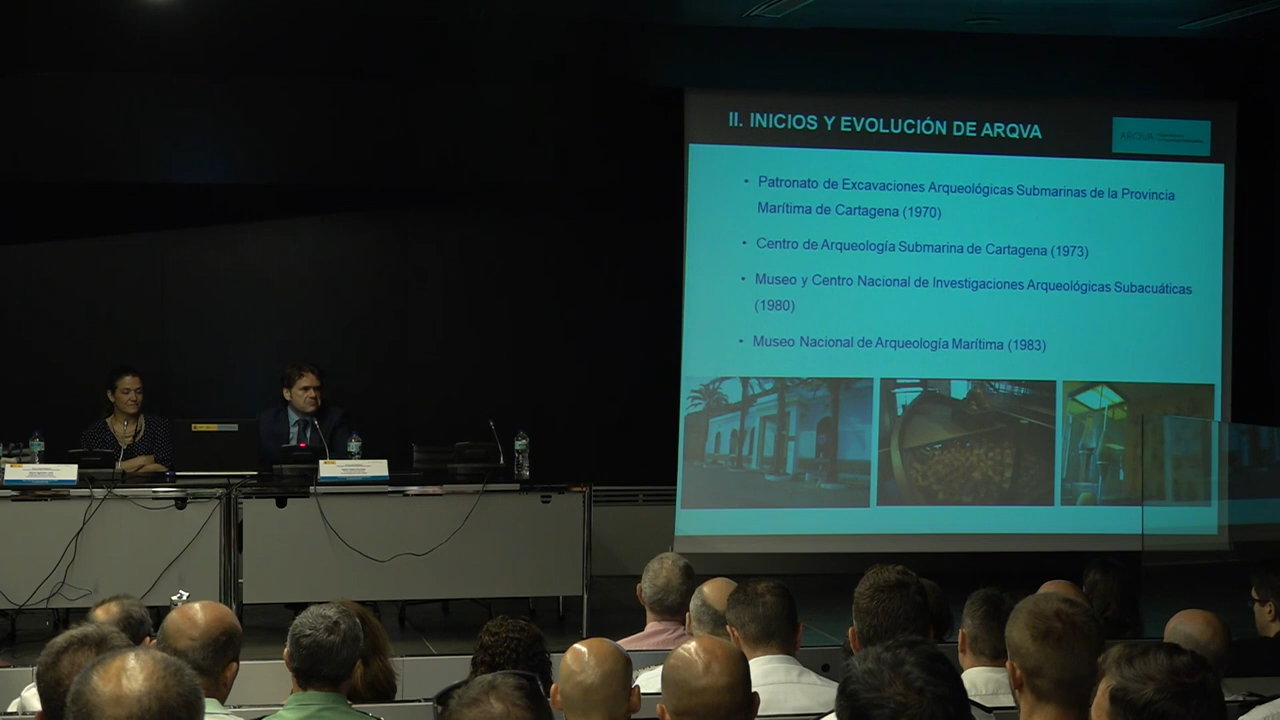 II. INICIOS Y EVOLUCIÓN DE ARQVA
ARQVA
• Patronato de Excavaciones Arqueológicas Submarinas de la Provincia
Marítima de Cartagena (1970)
• Centro de Arqueología Submarina de Cartagena (1973)
• Museo y Centro Nacional de Investigaciones Arqueológicas Subacuáticas
(1980)
• Museo Nacional de Arqueología Marítima (1983)